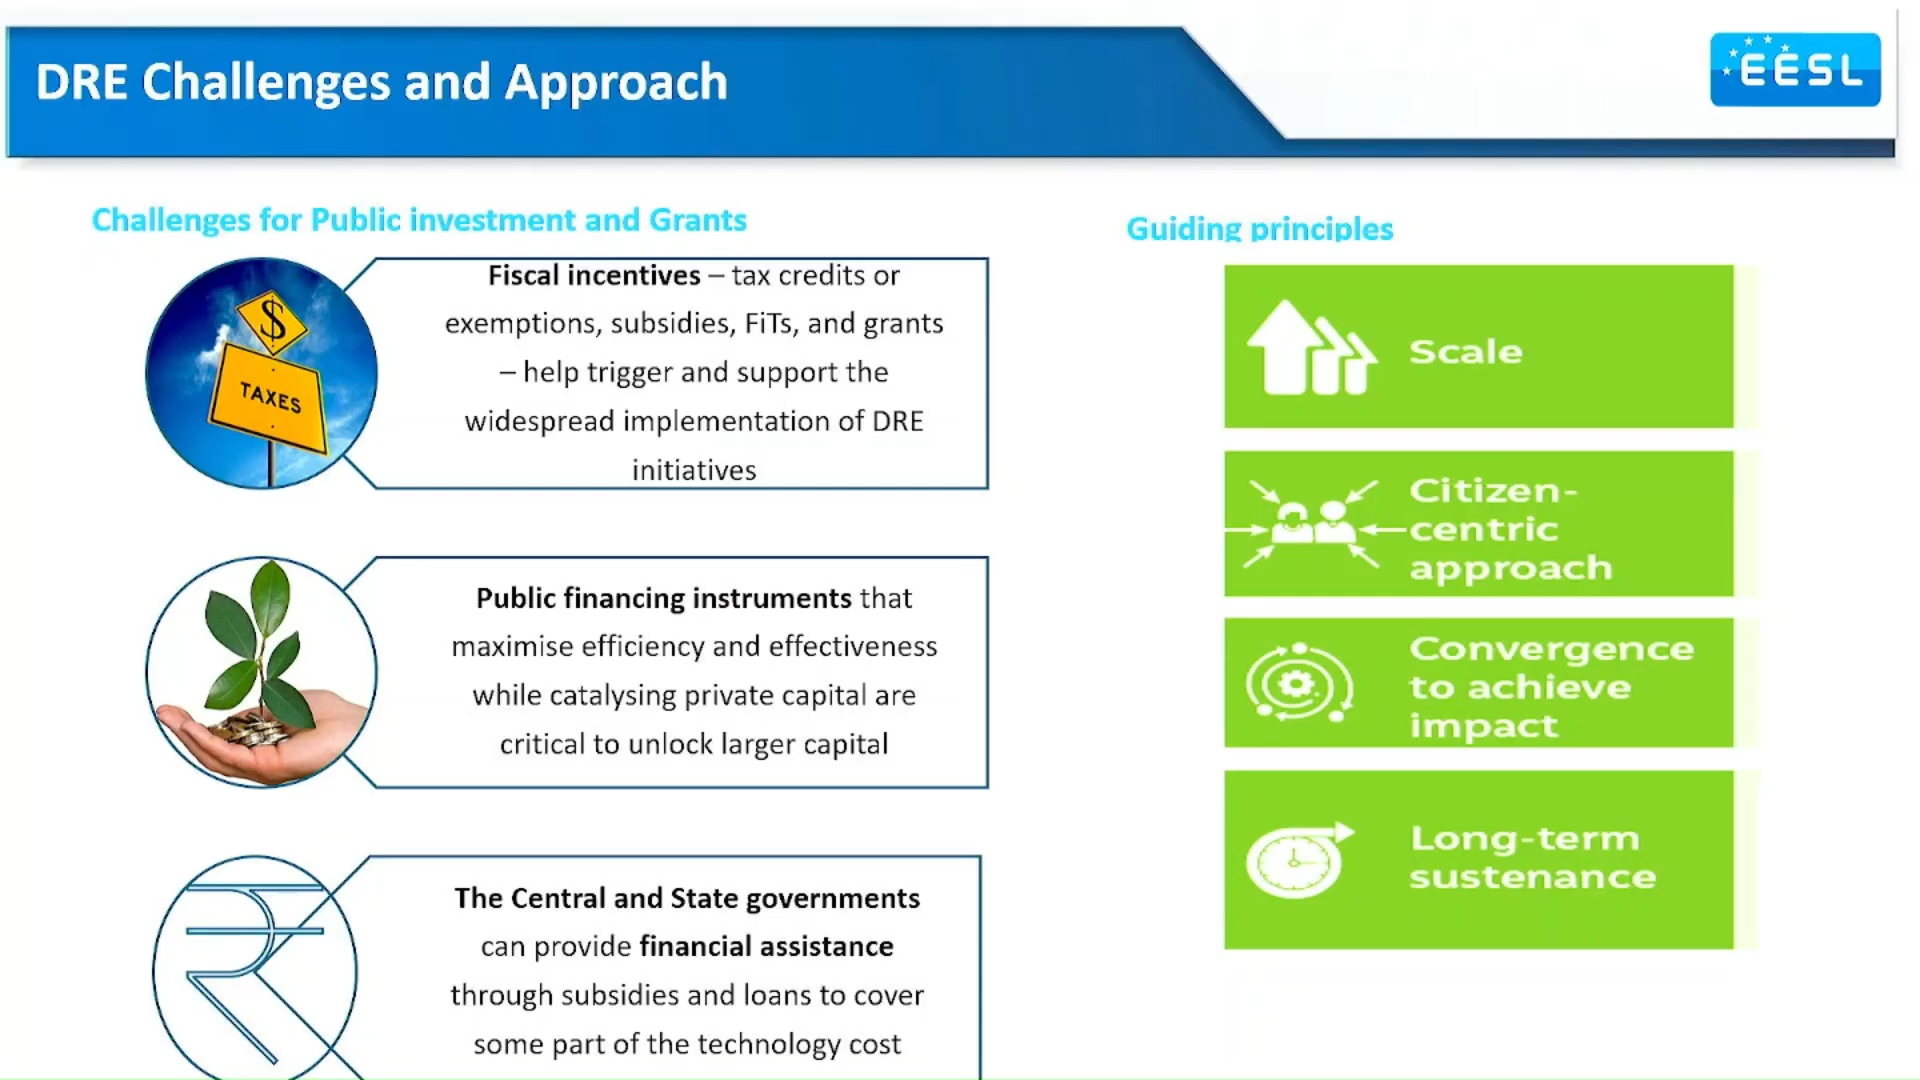 DRE Challenges and Approach
EESL
Challenges for Public investment and Grants
$
TAXES
Fiscal incentives – tax credits or
exemptions, subsidies, FiTs, and grants
– help trigger and support the
widespread implementation of DRE
initiatives
Public financing instruments that
maximise efficiency and effectiveness
while catalysing private capital are
critical to unlock larger capital
The Central and State governments
can provide financial assistance
through subsidies and loans to cover
some part of the technology cost
Guiding principles
Scale
Citizen-
centric
approach
Convergence
to achieve
impact
Long-term
sustenance